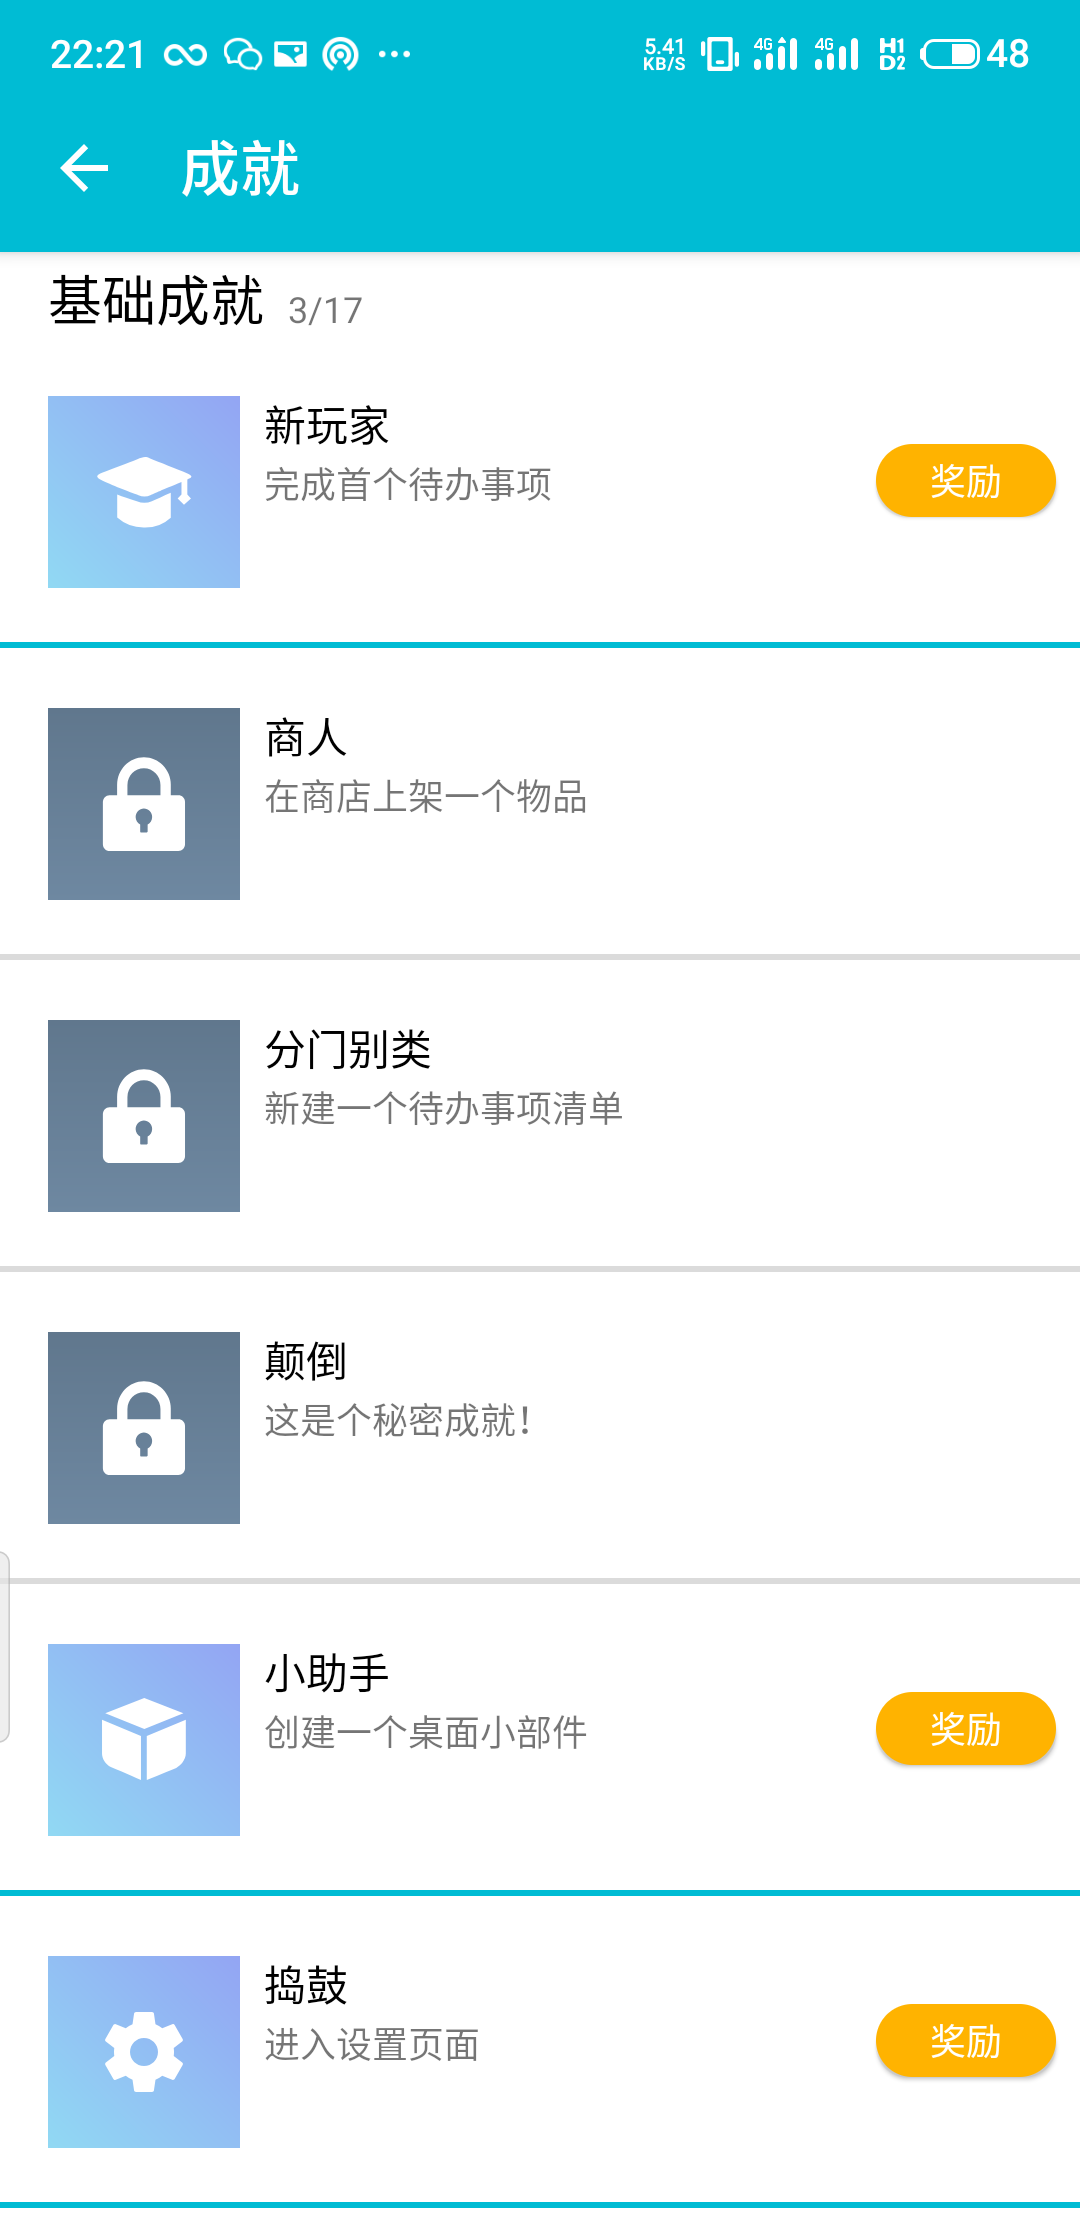 22:21
5.41 KB/S 4G 4G H1 D2 48
成就
基础成就 3/17
新玩家
完成首个待办事项
奖励
商人
在商店上架一个物品
分门别类
新建一个待办事项清单
颠倒
这是个秘密成就！
小助手
创建一个桌面小部件
奖励
捣鼓
进入设置页面
奖励